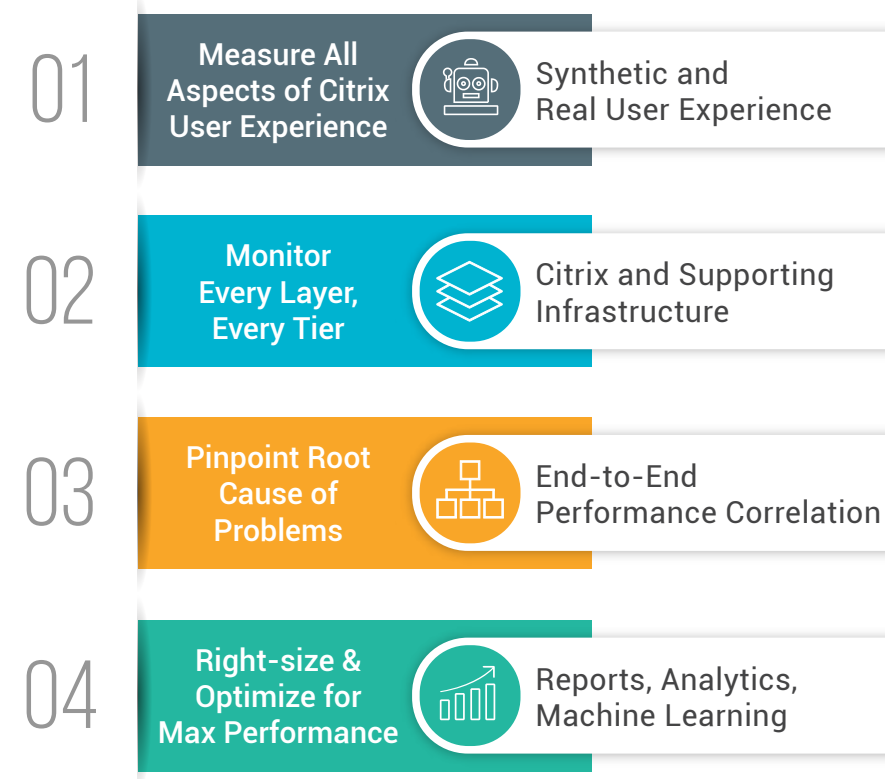 01
Measure All
Aspects of Citrix
User Experience
Synthetic and
Real User Experience
02
Monitor
Every Layer,
Every Tier
Citrix and Supporting
Infrastructure
03
Pinpoint Root
Cause of
Problems
End-to-End
Performance Correlation
04
Right-size &
Optimize for
Max Performance
Reports, Analytics,
Machine Learning